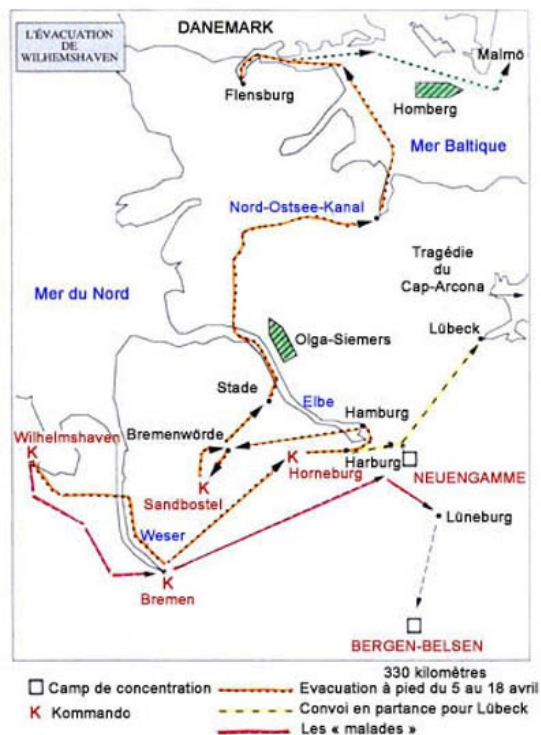 L'ÉVACUATION
DE
WILHEMSHAVEN
DANEMARK
Malmö
Flensburg
Homberg
Mer Baltique
Nord-Ostsee-Kanal
Tragédie
du
Cap-Arcona
Mer du Nord
Lübeck
Olga-Siemers
Stade
Elbe
Hamburg
Bremenwörde
Wilhelmshaven
K
K
Horneburg
Harburg
K
Sandbostel
NEUENGAMME
Weser
Lüneburg
K
Bremen
BERGEN-BELSEN
330 kilomètres
Camp de concentration
Evacuation à pied du 5 au 18 avril
K Kommando
Convoi en partance pour Lübeck
Les « malades »